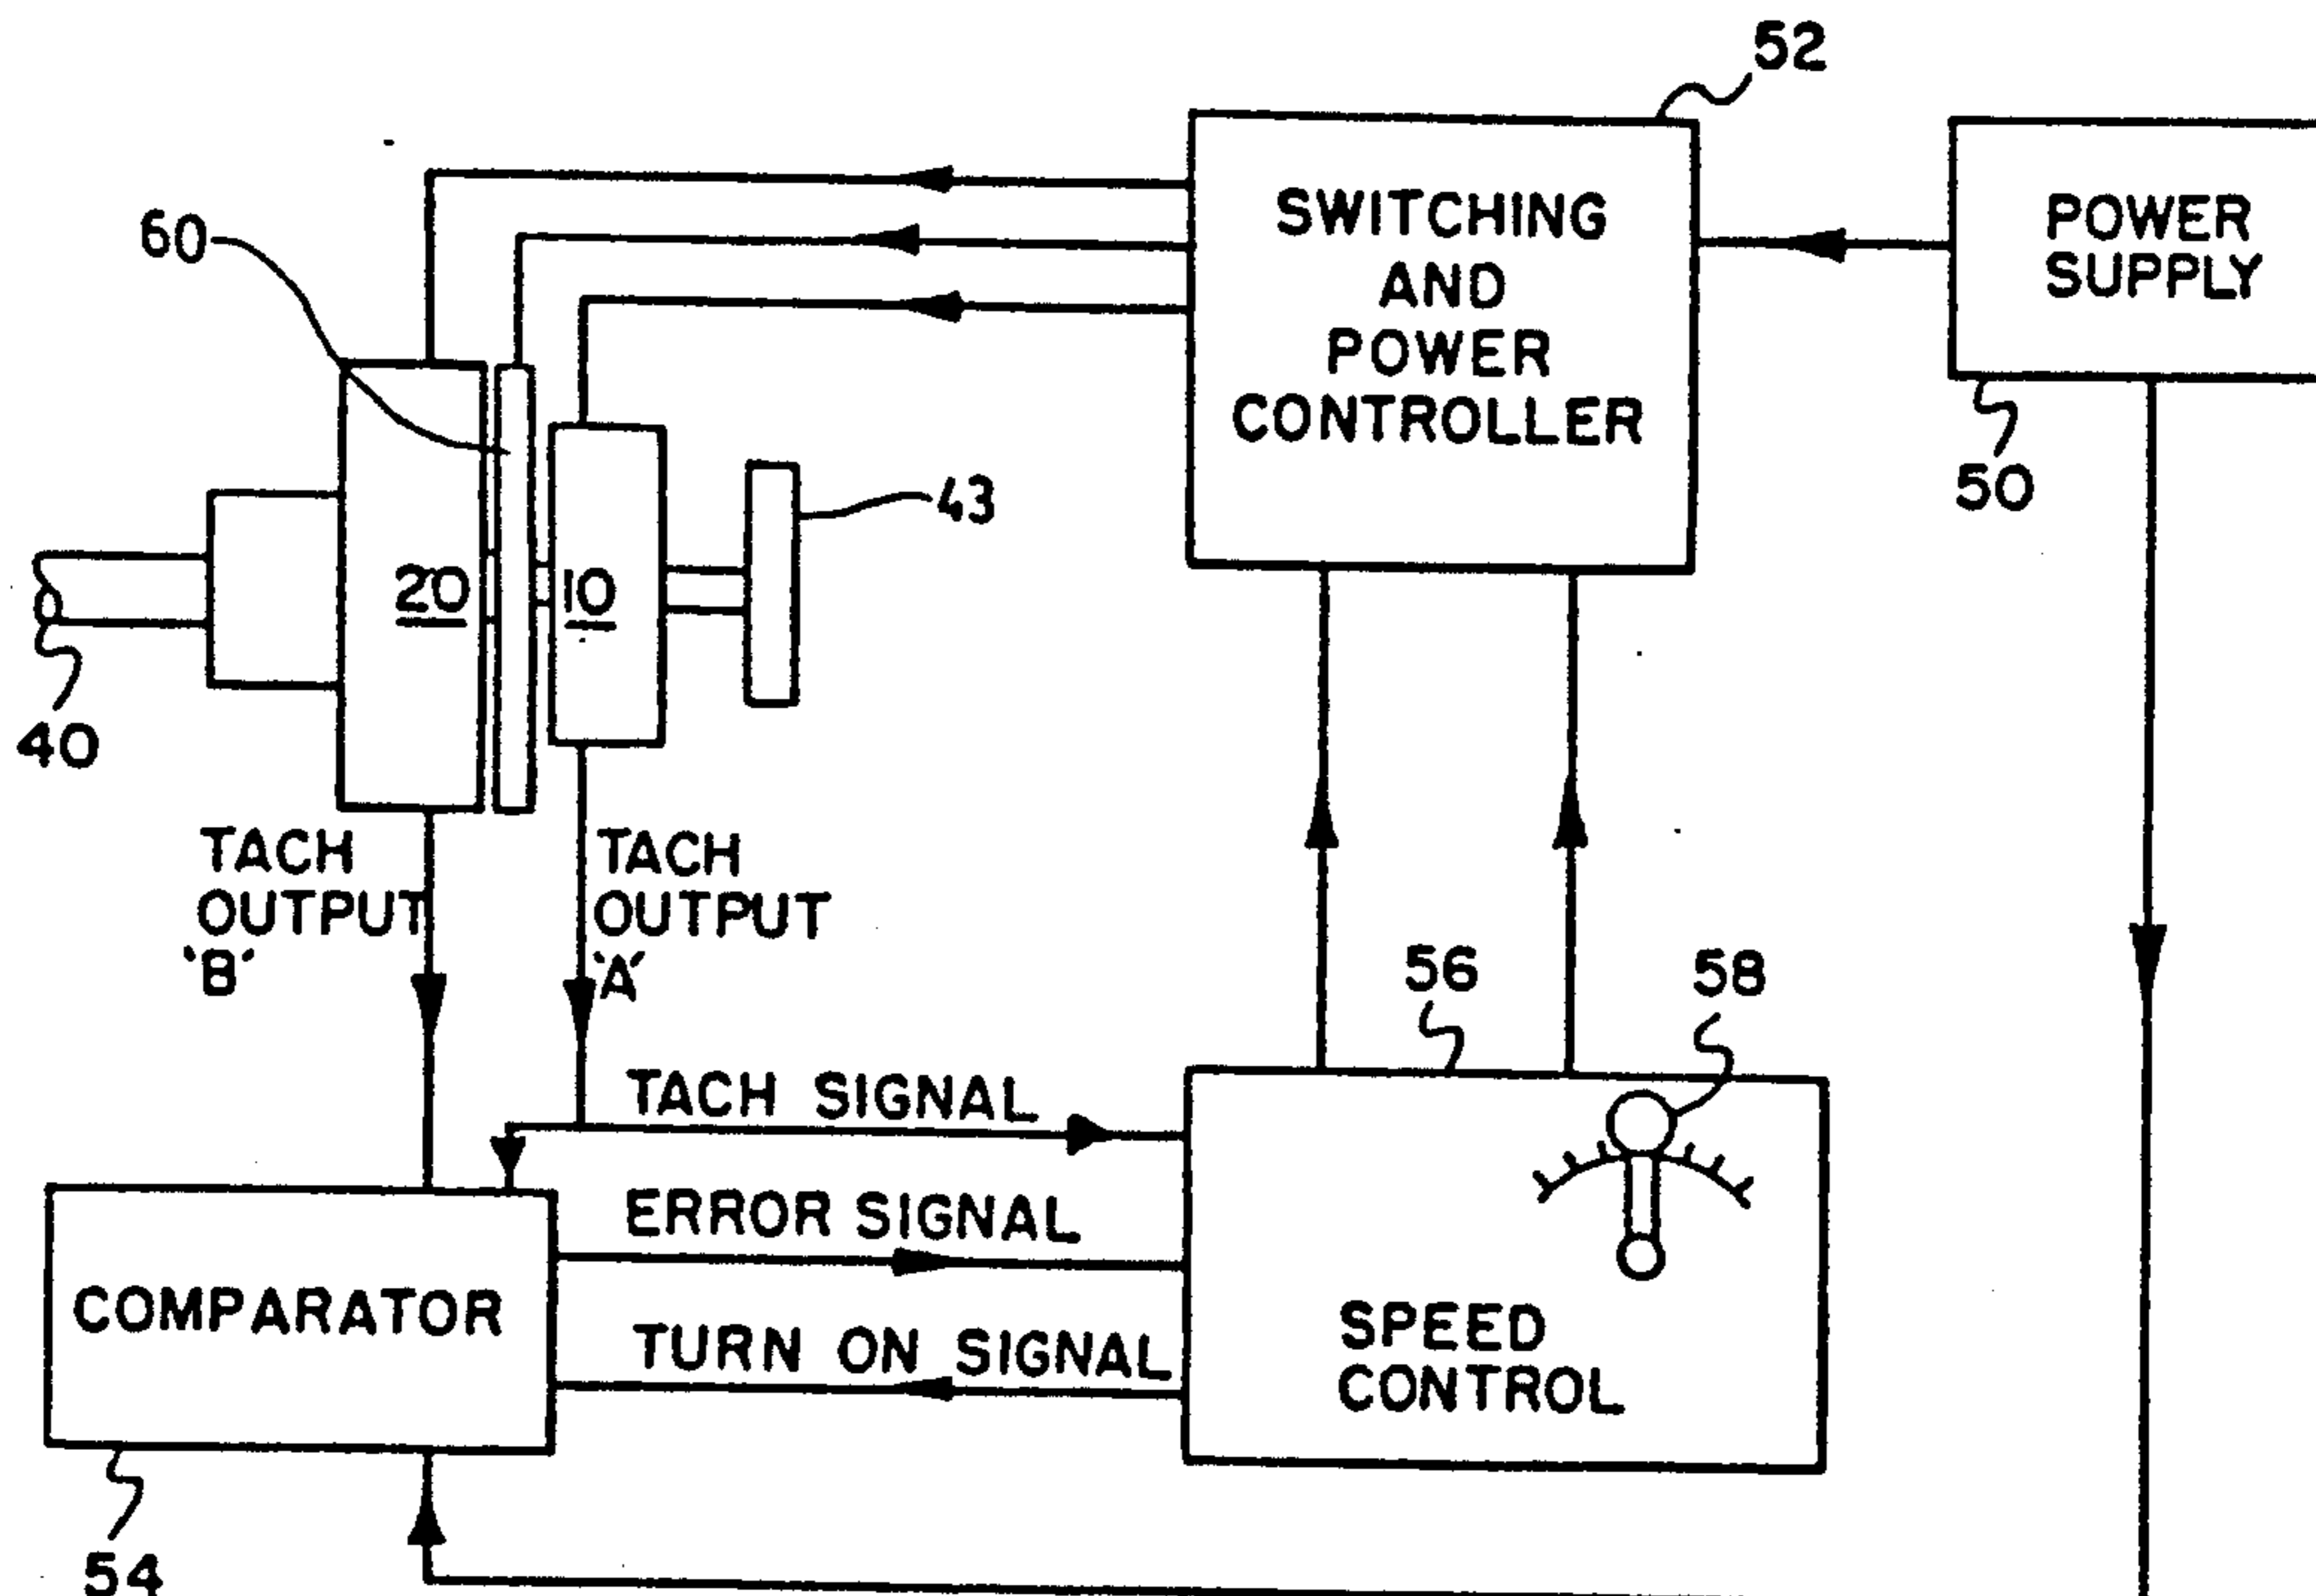 52
SWITCHING
AND
POWER
CONTROLLER
POWER
SUPPLY
50
60
43
20
10
40
TACH
OUTPUT
'B'
TACH
OUTPUT
'A'
56
58
TACH SIGNAL
ERROR SIGNAL
TURN ON SIGNAL
COMPARATOR
SPEED
CONTROL
54